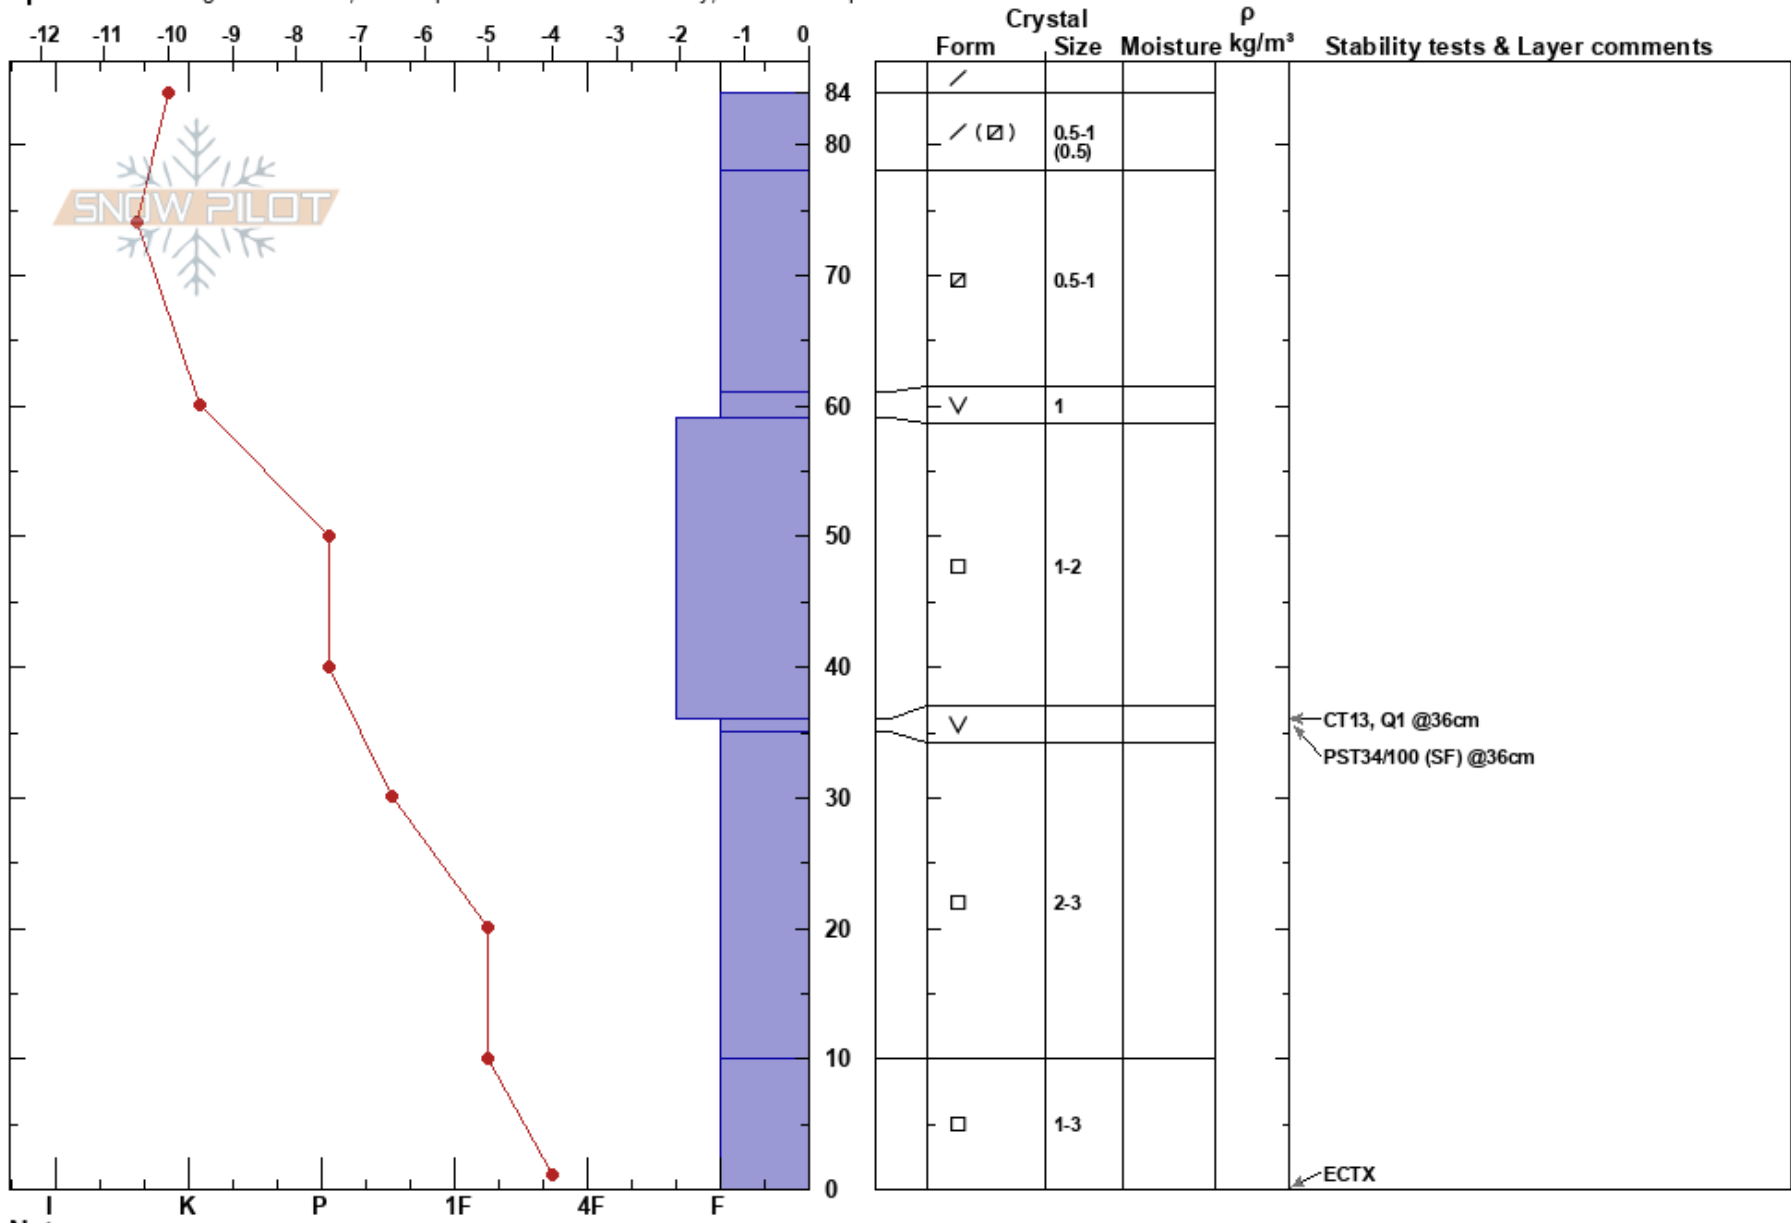 Crystal ρ
Form Size Moisture kg/m³ Stability tests & Layer comments
-12 -11 -10 -9 -8 -7 -6 -5 -4 -3 -2 -1 0
84
80 0.5-1
(0.5)
SNOW PILOT
70 0.5-1
60 1
50
1-2
40
CT13, Q1 @36cm
PST34/100 (SF) @36cm
30
2-3
20
10
1-3
ECTX
0
I K P 1F 4F F